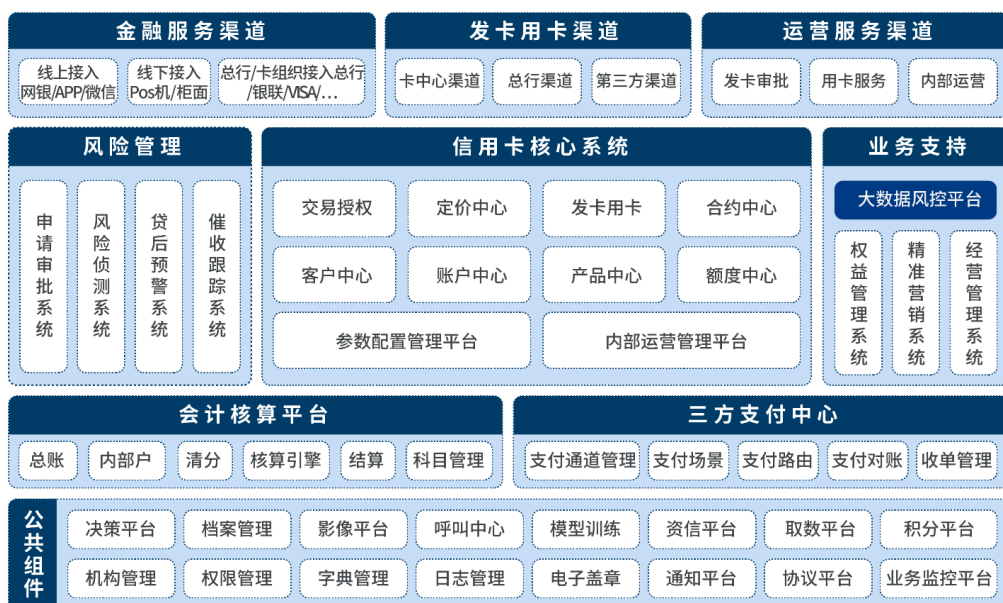 金融服务渠道
线上接入
网银/APP/微信
线下接入
Pos机/柜面
总行/卡组织接入总行
/银联/VISA/…
发卡用卡渠道
卡中心渠道
总行渠道
第三方渠道
运营服务渠道
发卡审批
用卡服务
内部运营
风险管理
申请审批系统
风险侦测系统
贷后预警系统
催收跟踪系统
信用卡核心系统
交易授权
定价中心
发卡用卡
合约中心
客户中心
账户中心
产品中心
额度中心
参数配置管理平台
内部运营管理平台
业务支持
大数据风控平台
权益管理系统
精准营销系统
经营管理系统
会计核算平台
总账
内部户
清分
核算引擎
结算
科目管理
三方支付中心
支付通道管理
支付场景
支付路由
支付对账
收单管理
公共组件
决策平台
档案管理
影像平台
呼叫中心
模型训练
资信平台
取数平台
积分平台
机构管理
权限管理
字典管理
日志管理
电子盖章
通知平台
协议平台
业务监控平台